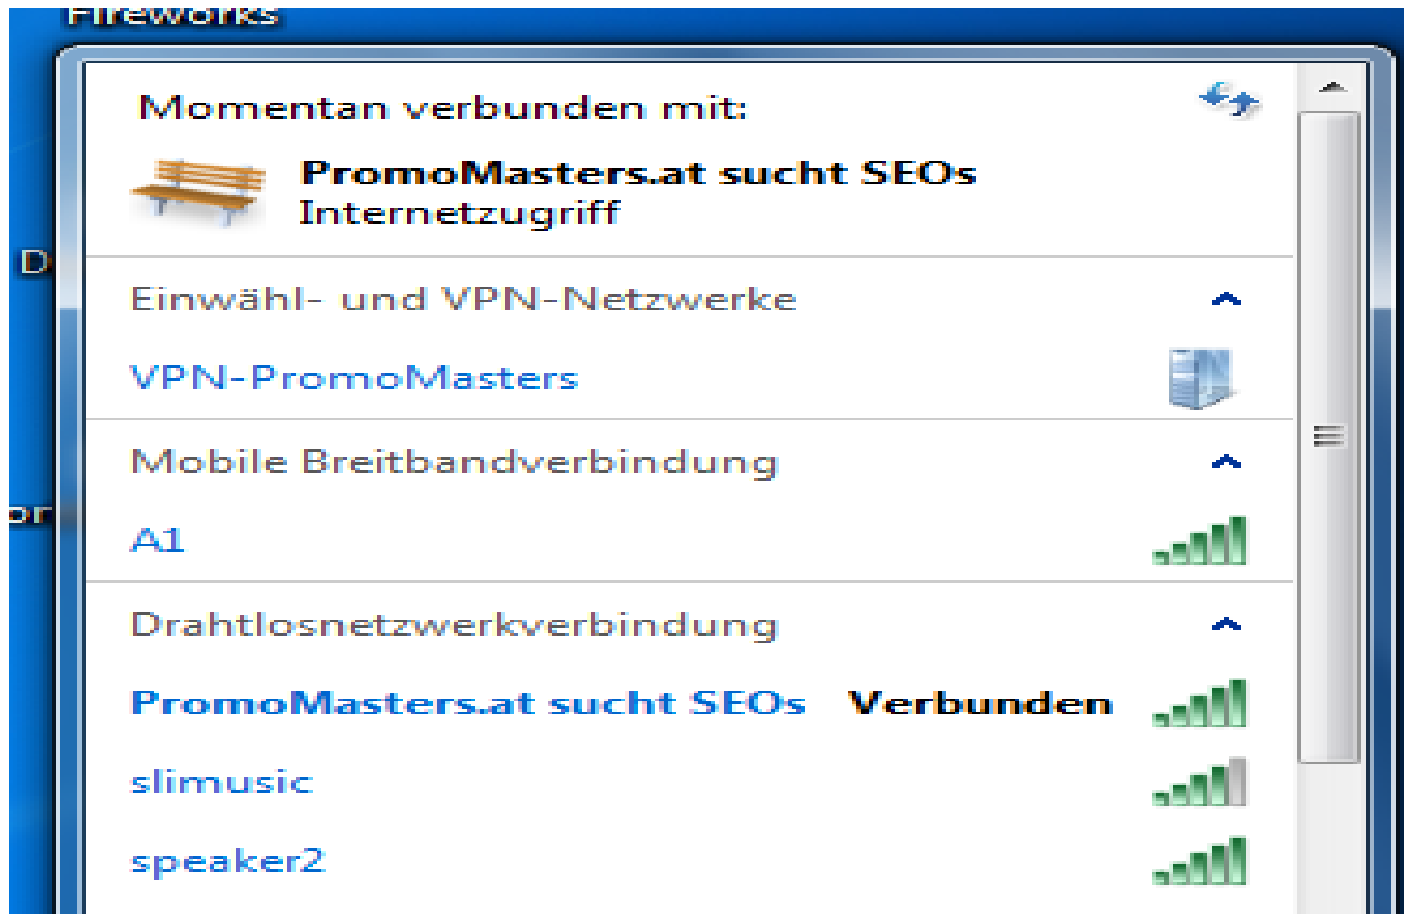 Fireworks
Momentan verbunden mit:
PromoMasters.at sucht SEOs
Internetzugriff
D
Einwähl- und VPN-Netzwerke
VPN-PromoMasters
Mobile Breitbandverbindung
or
A1
Drahtlosnetzwerkverbindung
PromoMasters.at sucht SEOs Verbunden
slimusic
speaker2